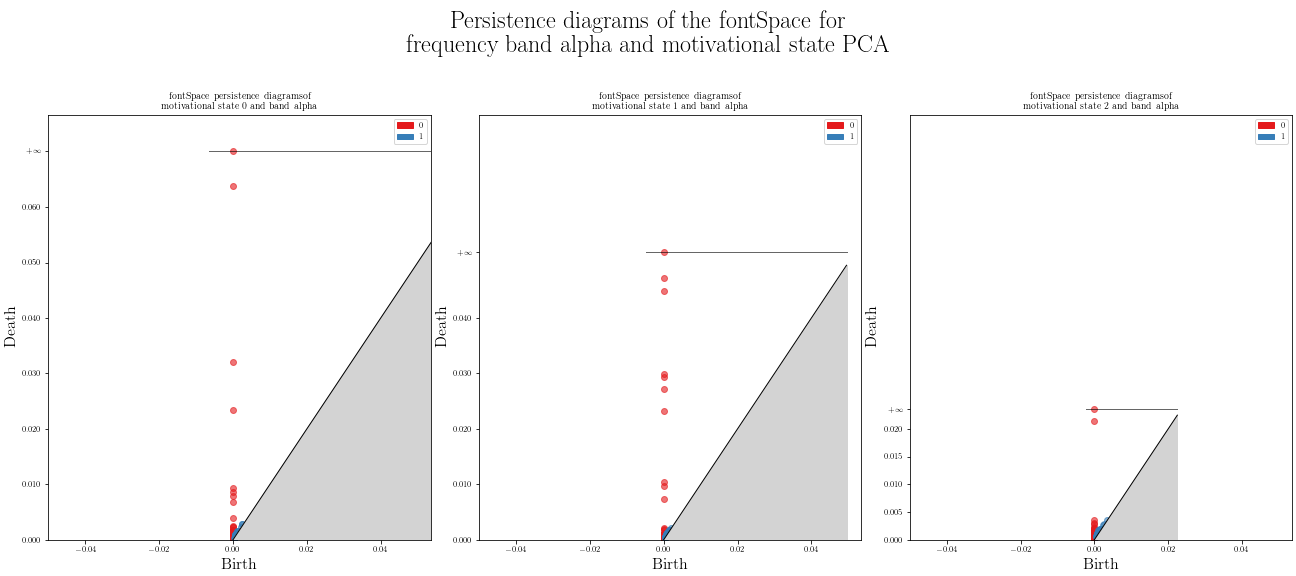 Persistence diagrams of the fontSpace for
frequency band alpha and motivational state PCA
fontSpace persistence diagramsof
motivational state 0 and band alpha
0
1
+∞
0.060
0.050
0.040
0.030
0.020
0.010
0.000
Death
−0.04
−0.02
0.00
0.02
0.04
Birth
fontSpace persistence diagramsof
motivational state 1 and band alpha
0
1
+∞
0.040
0.030
0.020
0.010
0.000
Death
−0.04
−0.02
0.00
0.02
0.04
Birth
fontSpace persistence diagramsof
motivational state 2 and band alpha
0
1
+∞
0.020
0.015
0.010
0.005
0.000
Death
−0.04
−0.02
0.00
0.02
0.04
Birth